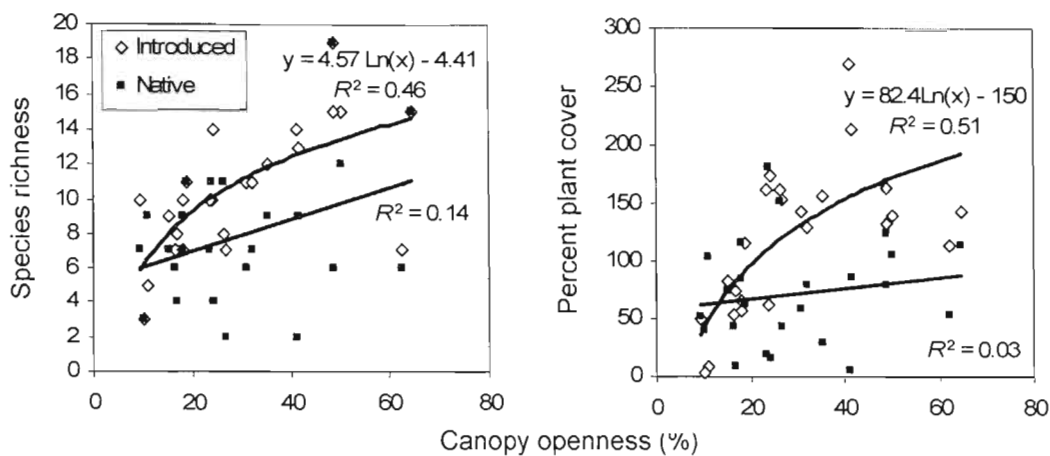 20
18
16
14
12
10
8
6
4
2
0
Species richness
Introduced
Native
y = 4.57 Ln(x) - 4.41
R² = 0.46
R² = 0.14
0 20 40 60 80
300
250
200
150
100
50
0
Percent plant cover
y = 82.4Ln(x) - 150
R² = 0.51
R² = 0.03
0 20 40 60 80
Canopy openness (%)